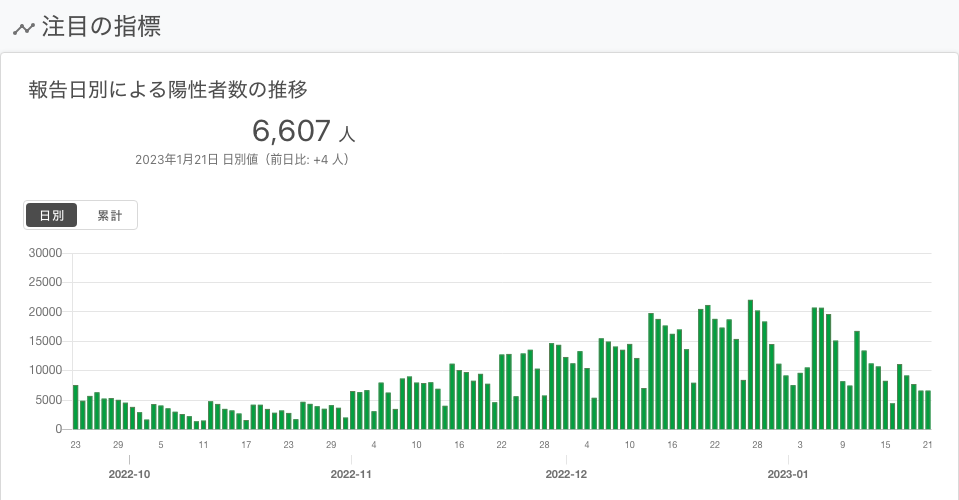 注目の指標
報告日別による陽性者数の推移
6,607 人
2023年1月21日 日別値（前日比: +4 人）
日別 累計
30000
25000
20000
15000
10000
5000
0
23 29 5 11 17 23 29 4 10 16 22 28 4 10 16 22 28 3 9 15 21
2022-10 2022-11 2022-12 2023-01